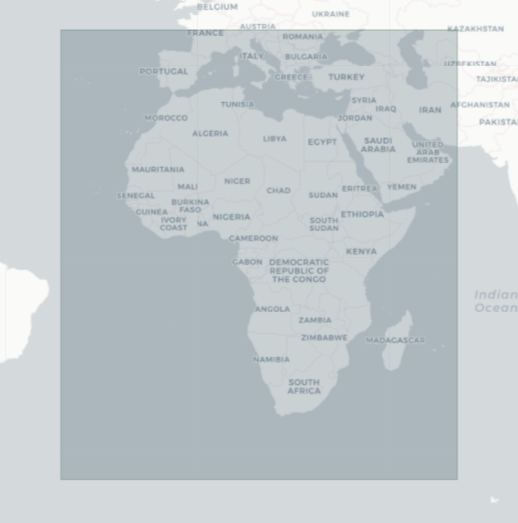 BELGIUM
UKRAINE
AUSTRIA
KAZAKHSTAN
FRANCE
ROMANIA
ITALY
BULGARIA
UZBEKISTAN
PORTUGAL
GREECE
TURKEY
TAJIKISTA
TUNISIA
SYRIA
IRAQ
IRAN
AFGHANISTAN
MOROCCO
JORDAN
PAKISTA
ALGERIA
LIBYA
EGYPT
SAUDI
ARABIA
UNITED
ARAB
EMIRATES
MAURITANIA
MALI
NIGER
CHAD
SUDAN
ERITREA
YEMEN
SENEGAL
BURKINA
FASO
GUINEA
IVORY
COAST
NA
NIGERIA
SOUTH
SUDAN
ETHIOPIA
CAMEROON
KENYA
GABON
DEMOCRATIC
REPUBLIC OF
THE CONGO
Indian
Ocean
ANGOLA
ZAMBIA
ZIMBABWE
MADAGASCAR
NAMIBIA
SOUTH
AFRICA